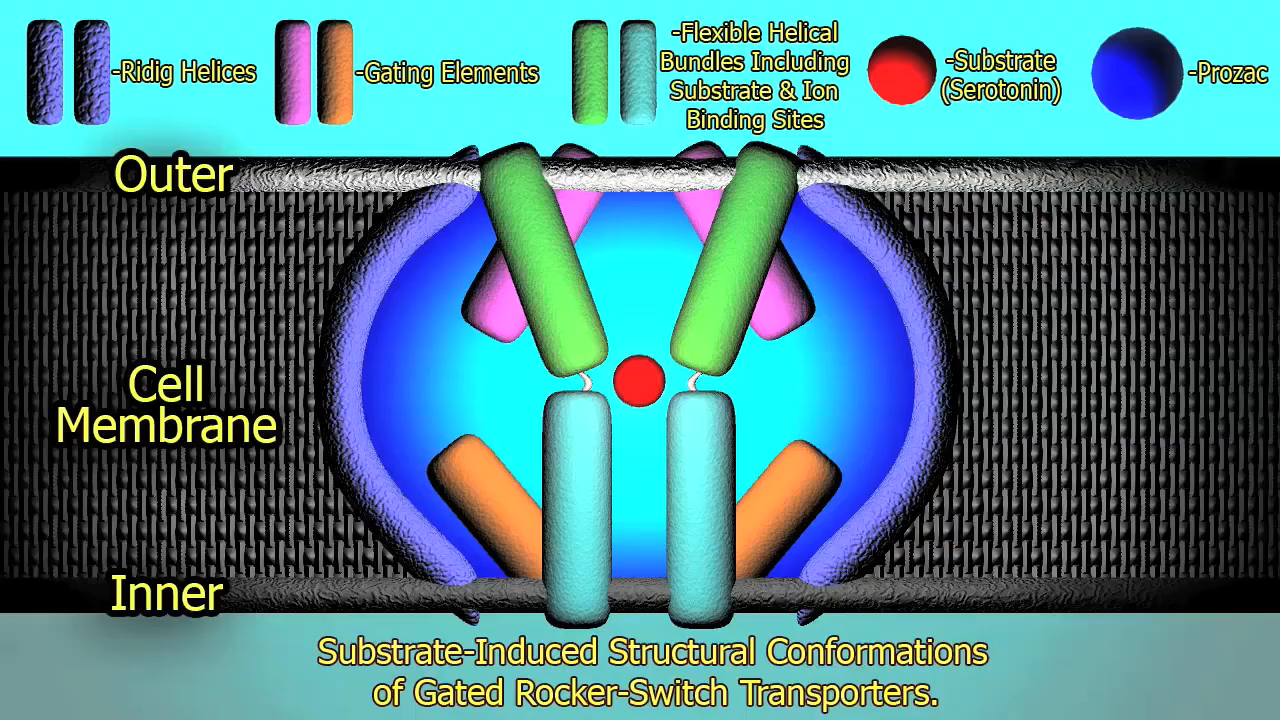 -Ridig Helices
-Gating Elements
-Flexible Helical
Bundles Including
Substrate & Ion
Binding Sites
-Substrate
(Serotonin)
-Prozac
Outer
Cell
Membrane
Inner
Substrate-Induced Structural Conformations
of Gated Rocker-Switch Transporters.